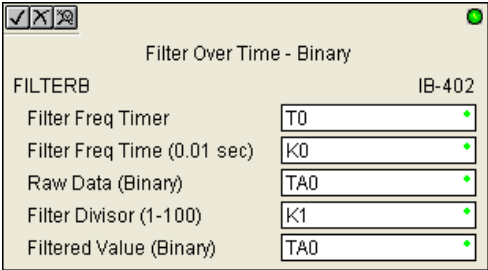 Filter Over Time - Binary
FILTERB IB-402
Filter Freq Timer T0
Filter Freq Time (0.01 sec) K0
Raw Data (Binary) TA0
Filter Divisor (1-100) K1
Filtered Value (Binary) TA0